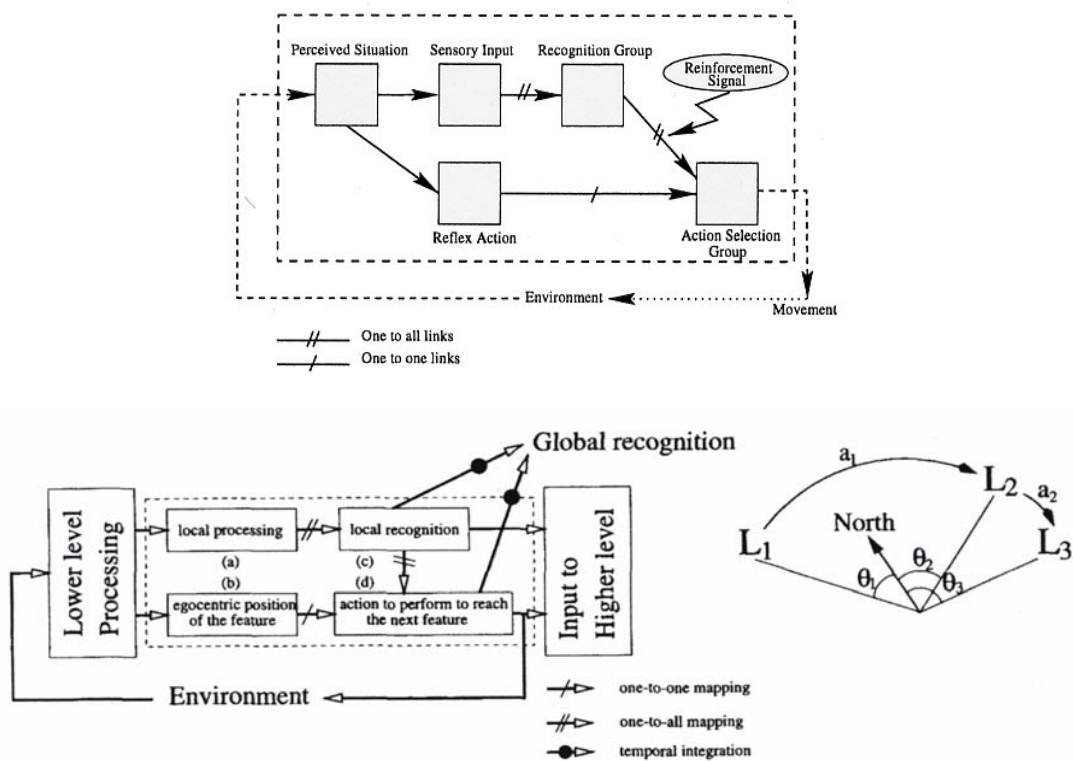 Perceived Situation
Sensory Input
Recognition Group
Reinforcement
Signal
Reflex Action
Action Selection
Group
Environment
Movement
One to all links
One to one links
Global recognition
Lower level
Processing
local processing
local recognition
(a)
(c)
(b)
(d)
egocentric position
of the feature
action to perform to reach
the next feature
Input to
Higher level
Environment
one-to-one mapping
one-to-all mapping
temporal integration
a1
L2
a2
L1
North
L3
θ1
θ2
θ3